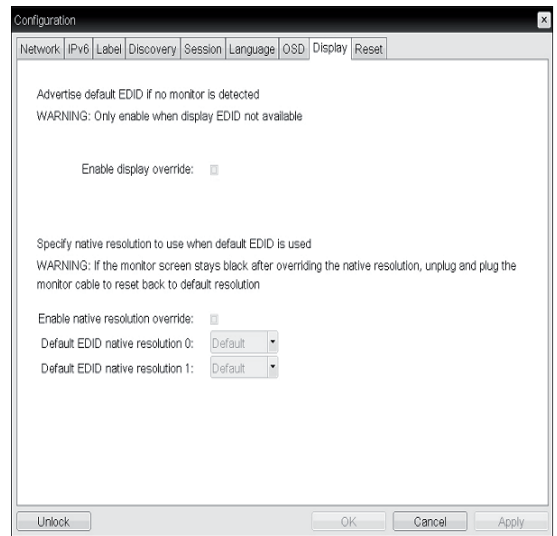 Configuration
Network IPv6 Label Discovery Session Language OSD Display Reset
Advertise default EDID if no monitor is detected
WARNING: Only enable when display EDID not available
Enable display override:
Specify native resolution to use when default EDID is used
WARNING: If the monitor screen stays black after overriding the native resolution, unplug and plug the
monitor cable to reset back to default resolution
Enable native resolution override:
Default EDID native resolution 0: Default
Default EDID native resolution 1: Default
Unlock OK Cancel Apply